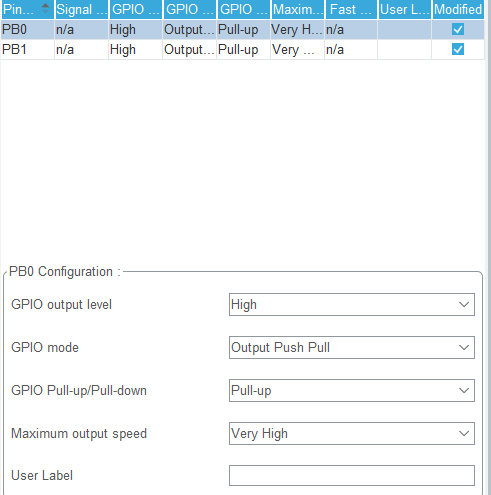 Pin... Signal ... GPIO ... GPIO ... GPIO ... Maxim... Fast ... User L... Modified
PB0 n/a High Output... Pull-up Very H... n/a
PB1 n/a High Output... Pull-up Very ... n/a
PB0 Configuration :
GPIO output level High
GPIO mode Output Push Pull
GPIO Pull-up/Pull-down Pull-up
Maximum output speed Very High
User Label